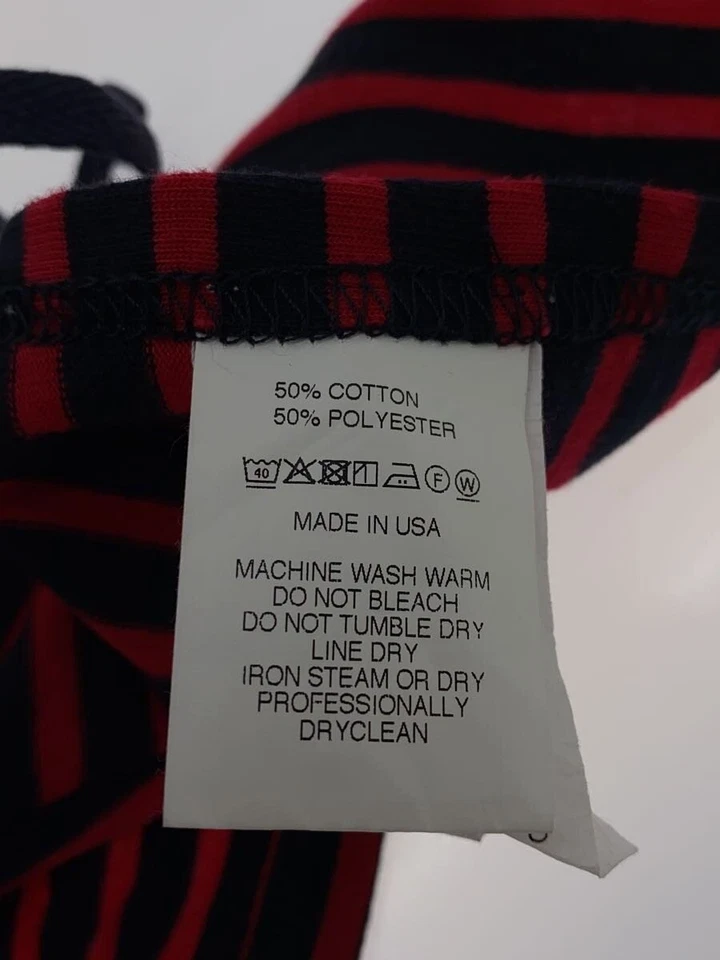 50% COTTON
50% POLYESTER
40 F W
MADE IN USA
MACHINE WASH WARM
DO NOT BLEACH
DO NOT TUMBLE DRY
LINE DRY
IRON STEAM OR DRY
PROFESSIONALLY
DRYCLEAN